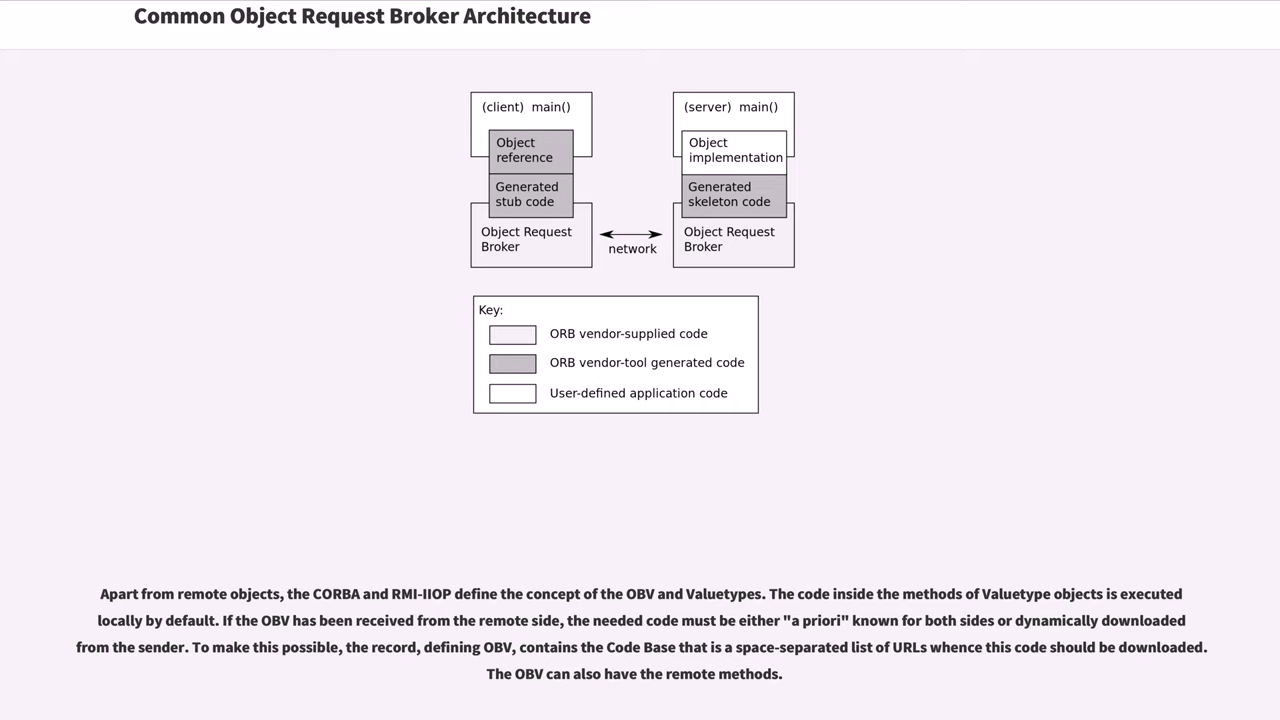 Common Object Request Broker Architecture
(client) main()
Object
reference
Generated
stub code
Object Request
Broker
network
(server) main()
Object
implementation
Generated
skeleton code
Object Request
Broker
Key:
ORB vendor-supplied code
ORB vendor-tool generated code
User-defined application code
Apart from remote objects, the CORBA and RMI-IIOP define the concept of the OBV and Valuetypes. The code inside the methods of Valuetype objects is executed
locally by default. If the OBV has been received from the remote side, the needed code must be either "a priori" known for both sides or dynamically downloaded
from the sender. To make this possible, the record, defining OBV, contains the Code Base that is a space-separated list of URLs whence this code should be downloaded.
The OBV can also have the remote methods.